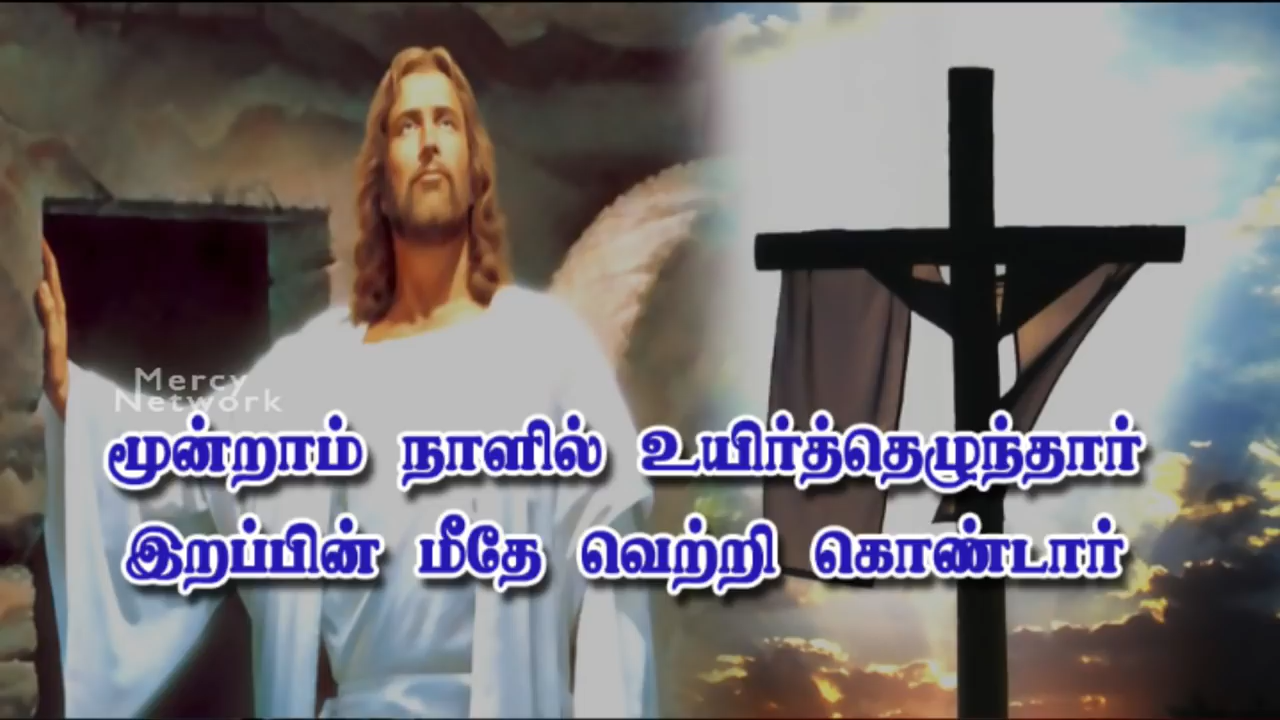 Mercy
Network
மூன்றாம் நாளில் உயிர்த்தெழுந்தார்
இறப்பின் மீதே வெற்றி கொண்டார்